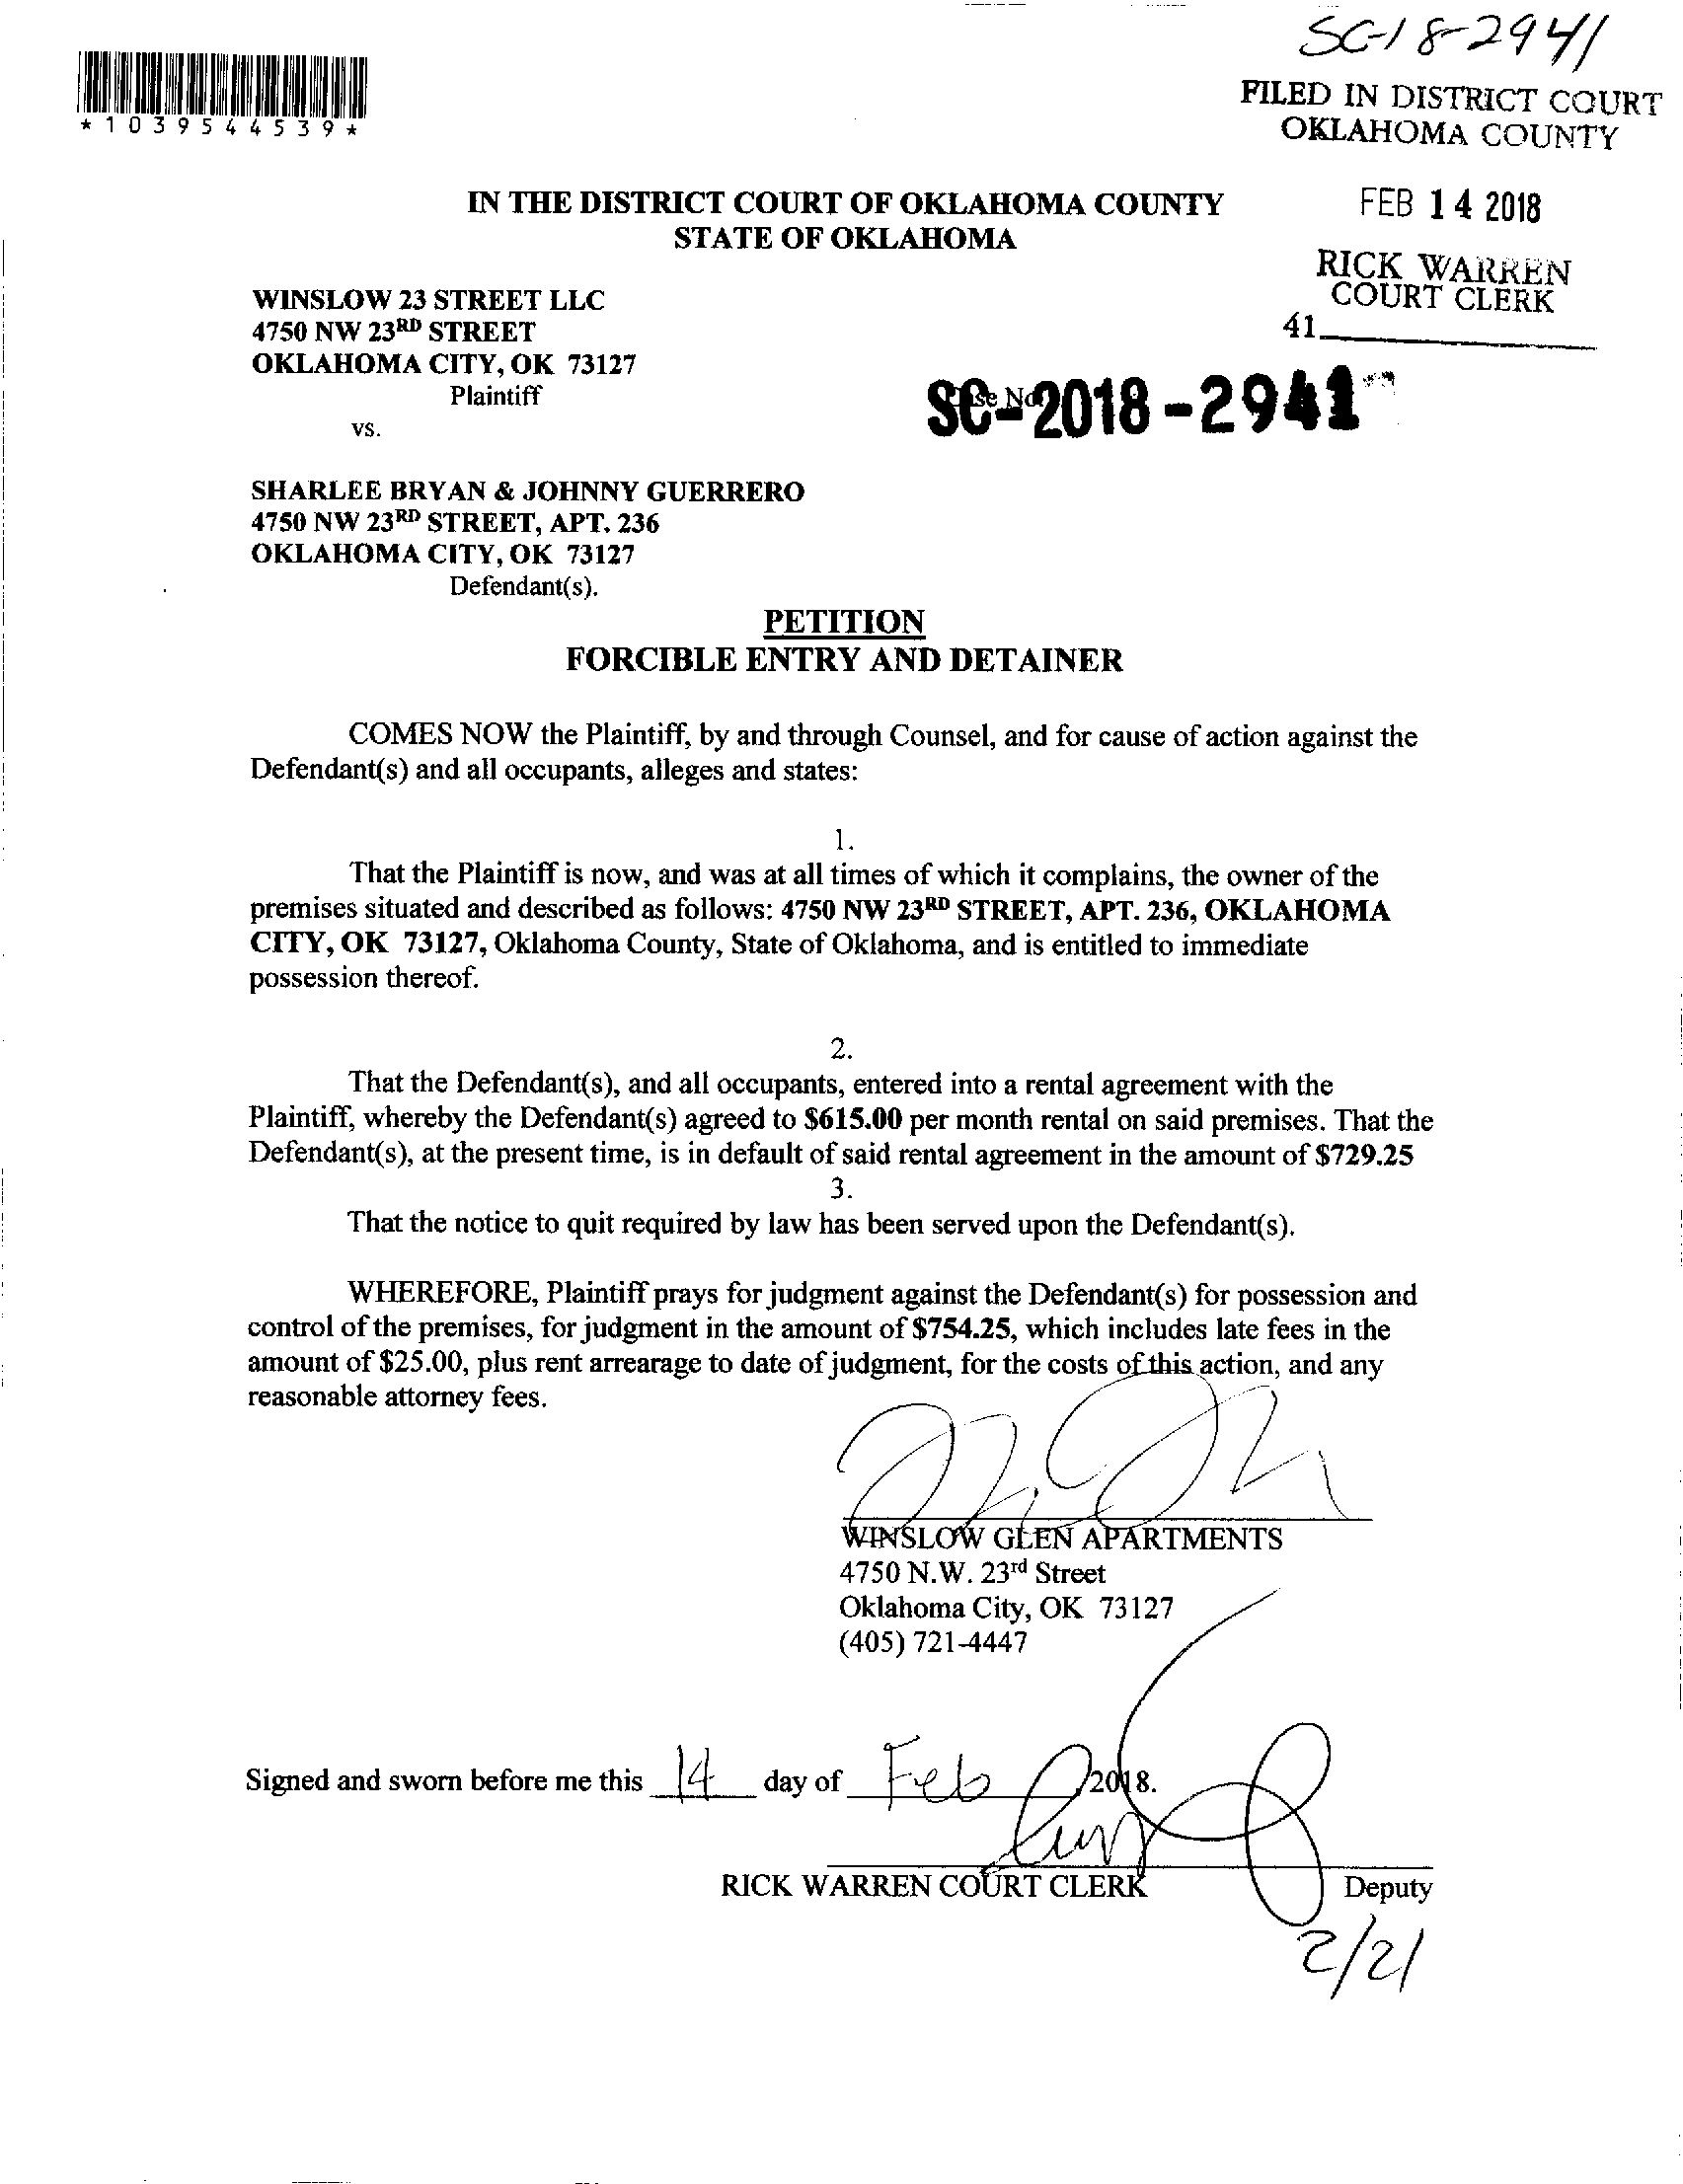 SC-18-2941
*1039544539*
FILED IN DISTRICT COURT
OKLAHOMA COUNTY
FEB 14 2018
RICK WARREN
COURT CLERK
41
IN THE DISTRICT COURT OF OKLAHOMA COUNTY
STATE OF OKLAHOMA
WINSLOW 23 STREET LLC
4750 NW 23RD STREET
OKLAHOMA CITY, OK 73127
Plaintiff
SC-2018-2941
vs.
SHARLEE BRYAN & JOHNNY GUERRERO
4750 NW 23RD STREET, APT. 236
OKLAHOMA CITY, OK 73127
Defendant(s).
PETITION
FORCIBLE ENTRY AND DETAINER
COMES NOW the Plaintiff, by and through Counsel, and for cause of action against the
Defendant(s) and all occupants, alleges and states:
1.
That the Plaintiff is now, and was at all times of which it complains, the owner of the
premises situated and described as follows: 4750 NW 23RD STREET, APT. 236, OKLAHOMA
CITY, OK 73127, Oklahoma County, State of Oklahoma, and is entitled to immediate
possession thereof.
2.
That the Defendant(s), and all occupants, entered into a rental agreement with the
Plaintiff, whereby the Defendant(s) agreed to $615.00 per month rental on said premises. That the
Defendant(s), at the present time, is in default of said rental agreement in the amount of $729.25
3.
That the notice to quit required by law has been served upon the Defendant(s).
WHEREFORE, Plaintiff prays for judgment against the Defendant(s) for possession and
control of the premises, for judgment in the amount of $754.25, which includes late fees in the
amount of $25.00, plus rent arrearage to date of judgment, for the costs of this action, and any
reasonable attorney fees.
WINSLOW GLEN APARTMENTS
4750 N.W. 23rd Street
Oklahoma City, OK 73127
(405) 721-4447
Signed and sworn before me this 14 day of Feb, 2018.
RICK WARREN COURT CLERK Deputy
2/21